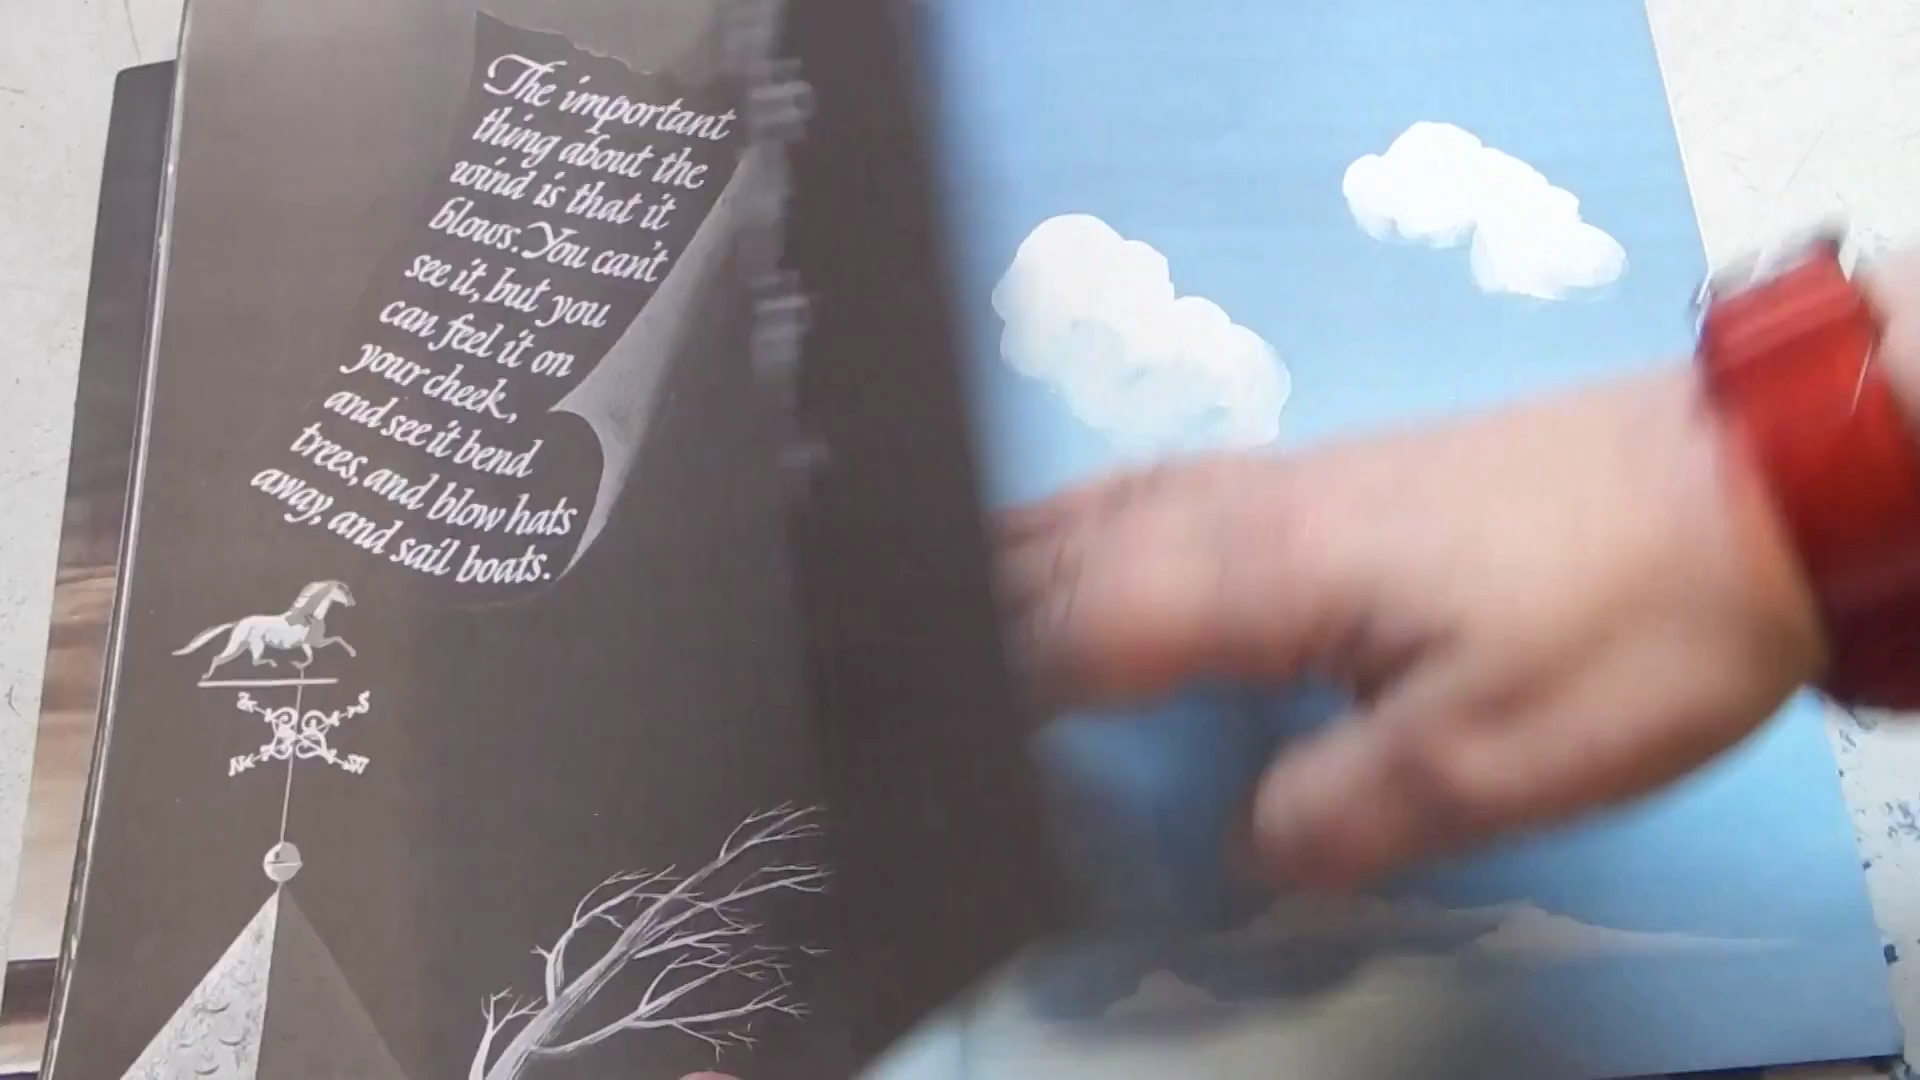 The important
thing about the
wind is that it
blows. You can't
see it, but you
can feel it on
your cheek,
and see it bend
trees, and blow hats
away, and sail boats.
N S
N W